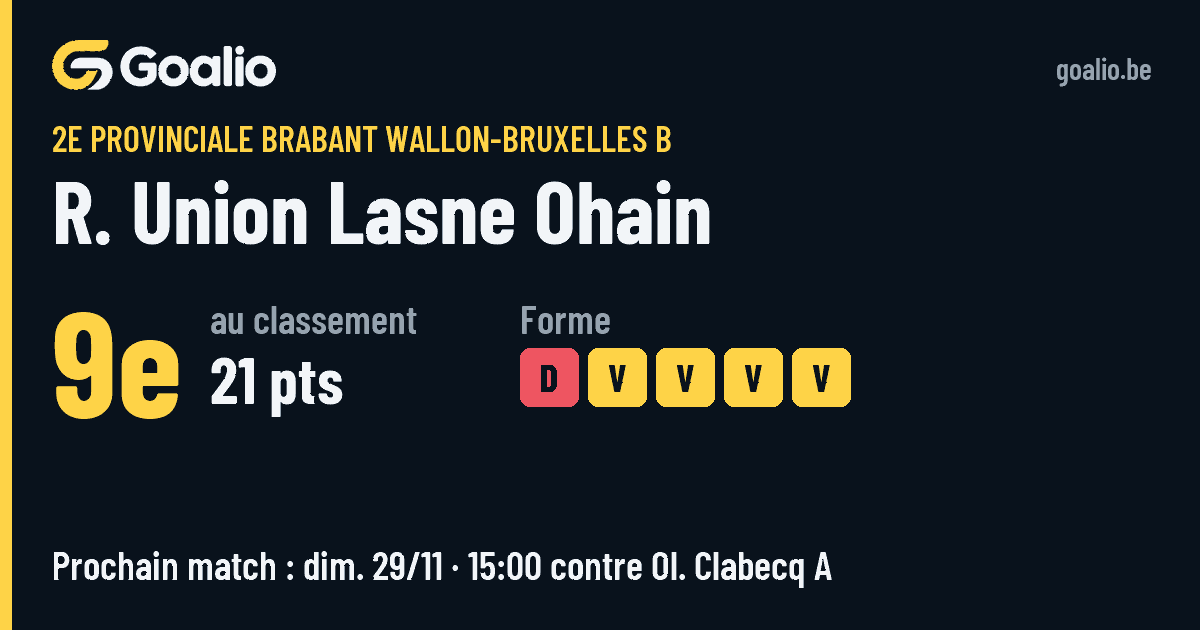 Goalio
goalio.be
2E PROVINCIALE BRABANT WALLON-BRUXELLES B
R. Union Lasne Ohain
9e
au classement
21 pts
Forme
D V V V V
Prochain match : dim. 29/11 · 15:00 contre Ol. Clabecq A